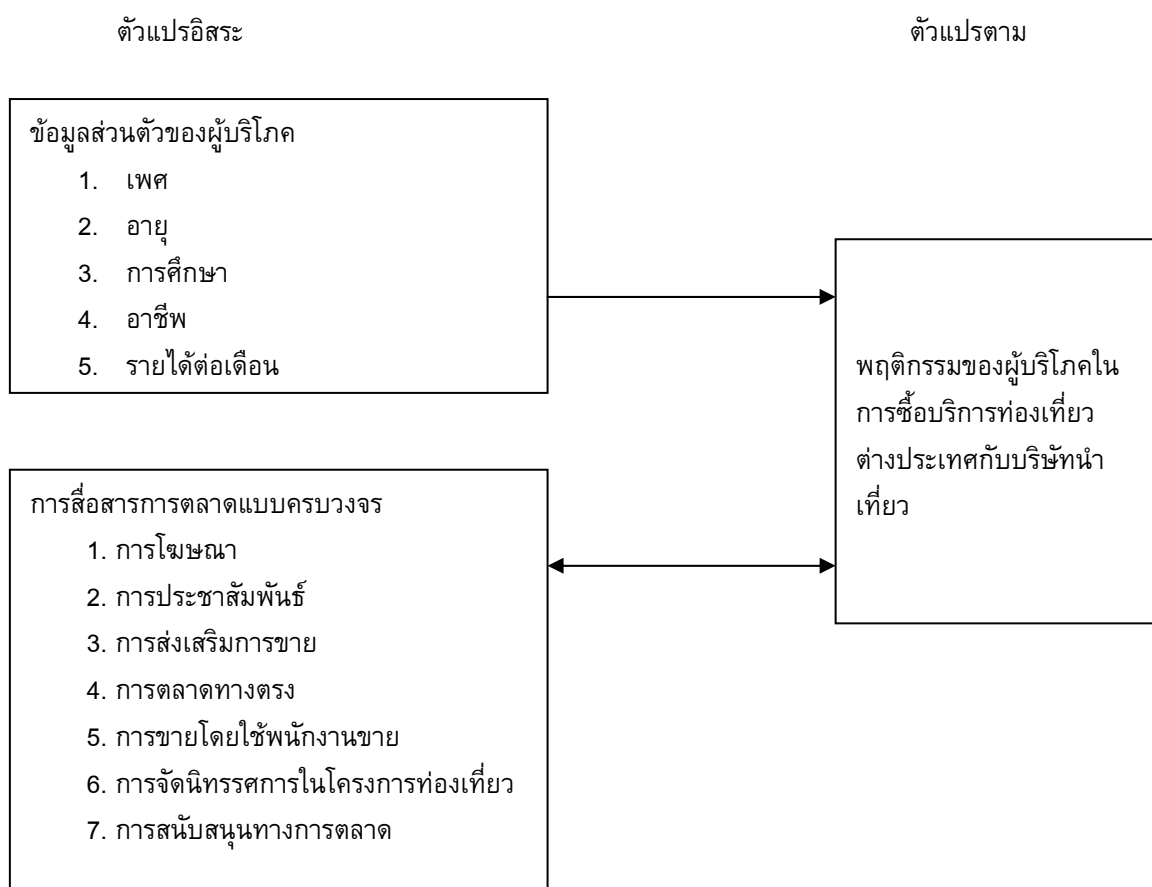 ตัวแปรอิสระ
ตัวแปรตาม
ข้อมูลส่วนตัวของผู้บริโภค
1. เพศ
2. อายุ
3. การศึกษา
4. อาชีพ
5. รายได้ต่อเดือน
การสื่อสารการตลาดแบบครบวงจร
1. การโฆษณา
2. การประชาสัมพันธ์
3. การส่งเสริมการขาย
4. การตลาดทางตรง
5. การขายโดยใช้พนักงานขาย
6. การจัดนิทรรศการในโครงการท่องเที่ยว
7. การสนับสนุนทางการตลาด
พฤติกรรมของผู้บริโภคใน
การซื้อบริการท่องเที่ยว
ต่างประเทศกับบริษัทนำ
เที่ยว